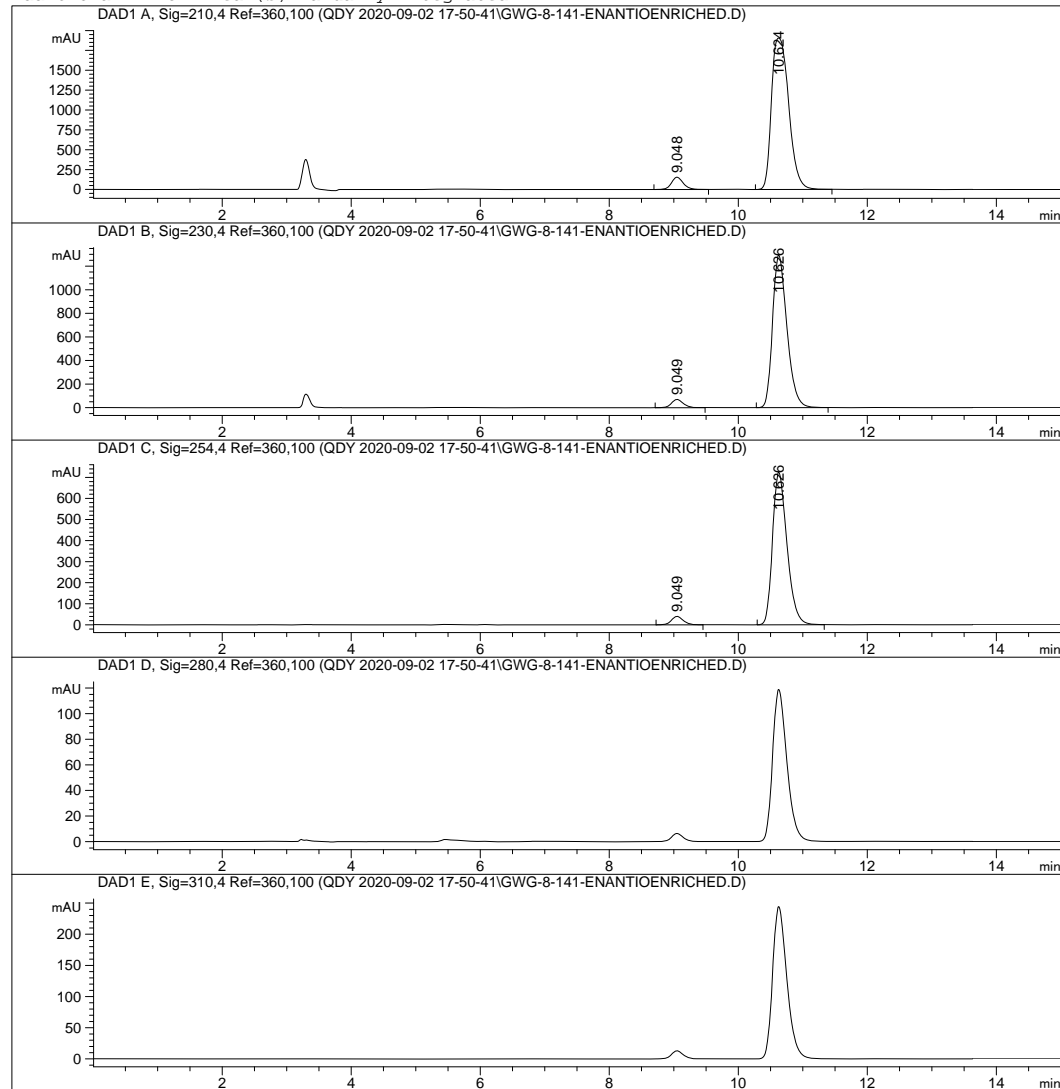 DAD1 A, Sig=210,4 Ref=360,100 (QDY 2020-09-02 17-50-41\GWG-8-141-ENANTIOENRICHED.D)
mAU
1500
1250
1000
750
500
250
0
9.048
10.624
2 4 6 8 10 12 14 min
DAD1 B, Sig=230,4 Ref=360,100 (QDY 2020-09-02 17-50-41\GWG-8-141-ENANTIOENRICHED.D)
mAU
1000
800
600
400
200
0
9.049
10.626
2 4 6 8 10 12 14 min
DAD1 C, Sig=254,4 Ref=360,100 (QDY 2020-09-02 17-50-41\GWG-8-141-ENANTIOENRICHED.D)
mAU
600
500
400
300
200
100
0
9.049
10.626
2 4 6 8 10 12 14 min
DAD1 D, Sig=280,4 Ref=360,100 (QDY 2020-09-02 17-50-41\GWG-8-141-ENANTIOENRICHED.D)
mAU
100
80
60
40
20
0
2 4 6 8 10 12 14 min
DAD1 E, Sig=310,4 Ref=360,100 (QDY 2020-09-02 17-50-41\GWG-8-141-ENANTIOENRICHED.D)
mAU
200
150
100
50
0
2 4 6 8 10 12 14 min